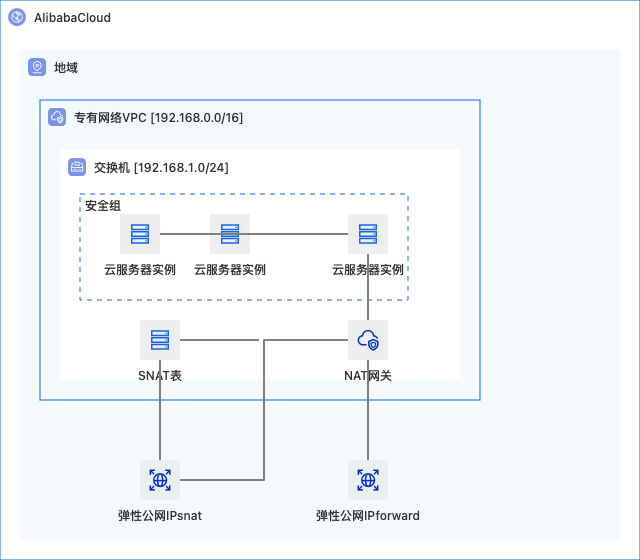 AlibabaCloud
地域
专有网络VPC [192.168.0.0/16]
交换机 [192.168.1.0/24]
安全组
云服务器实例
云服务器实例
云服务器实例
SNAT表
NAT网关
弹性公网IPsnat
弹性公网IPforward